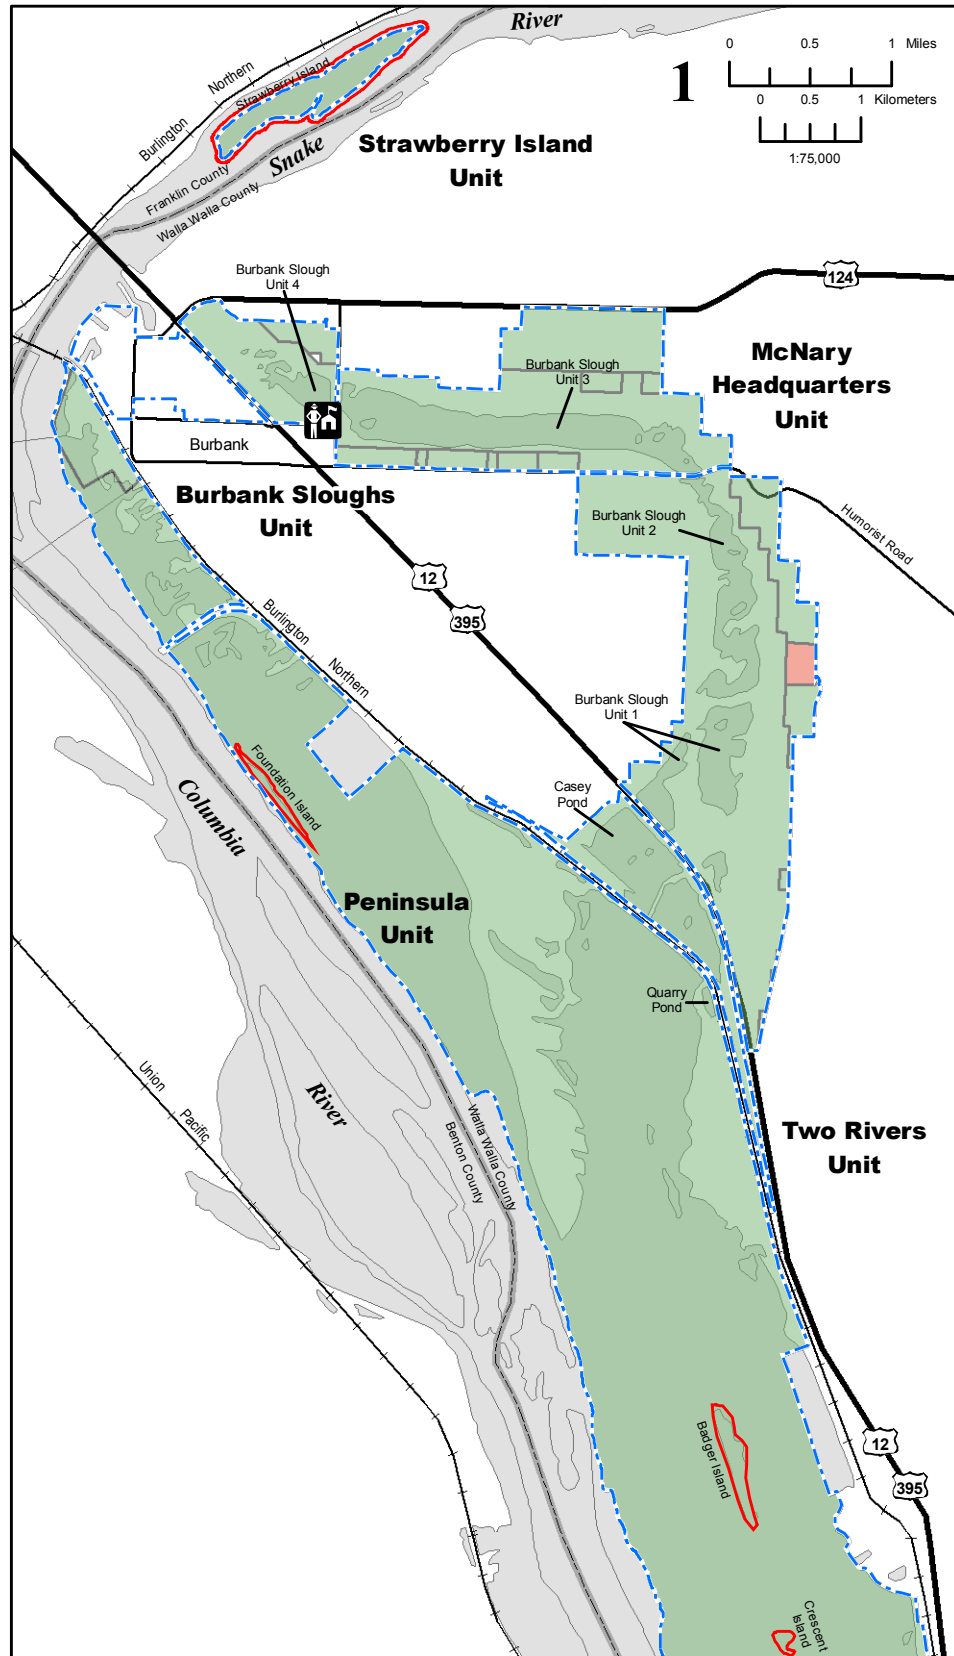 River
0 0.5 1 Miles
1
0 0.5 1 Kilometers
1:75,000
Northern
Strawberry Island
Burlington
Snake
Strawberry Island
Unit
Franklin County
Walla Walla County
Burbank Slough
Unit 4
124
McNary
Headquarters
Unit
Burbank Slough
Unit 3
Burbank
Burbank Sloughs
Unit
Burbank Slough
Unit 2
Humorist Road
12
395
Burlington
Northern
Burbank Slough
Unit 1
Foundation Island
Columbia
Casey
Pond
Peninsula
Unit
Quarry
Pond
Union
Pacific
River
Walla Walla County
Benton County
Two Rivers
Unit
Badger Island
12
395
Crescent
Island